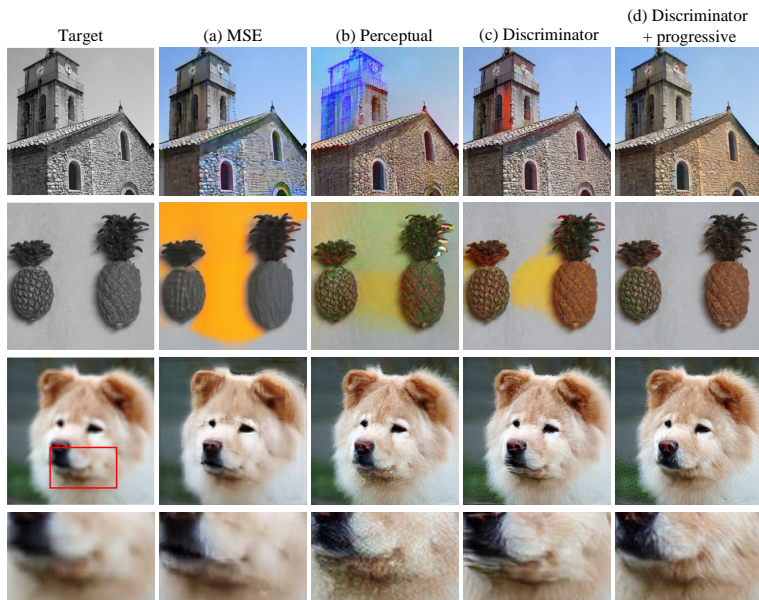 Target
(a) MSE
(b) Perceptual
(c) Discriminator
(d) Discriminator
+ progressive